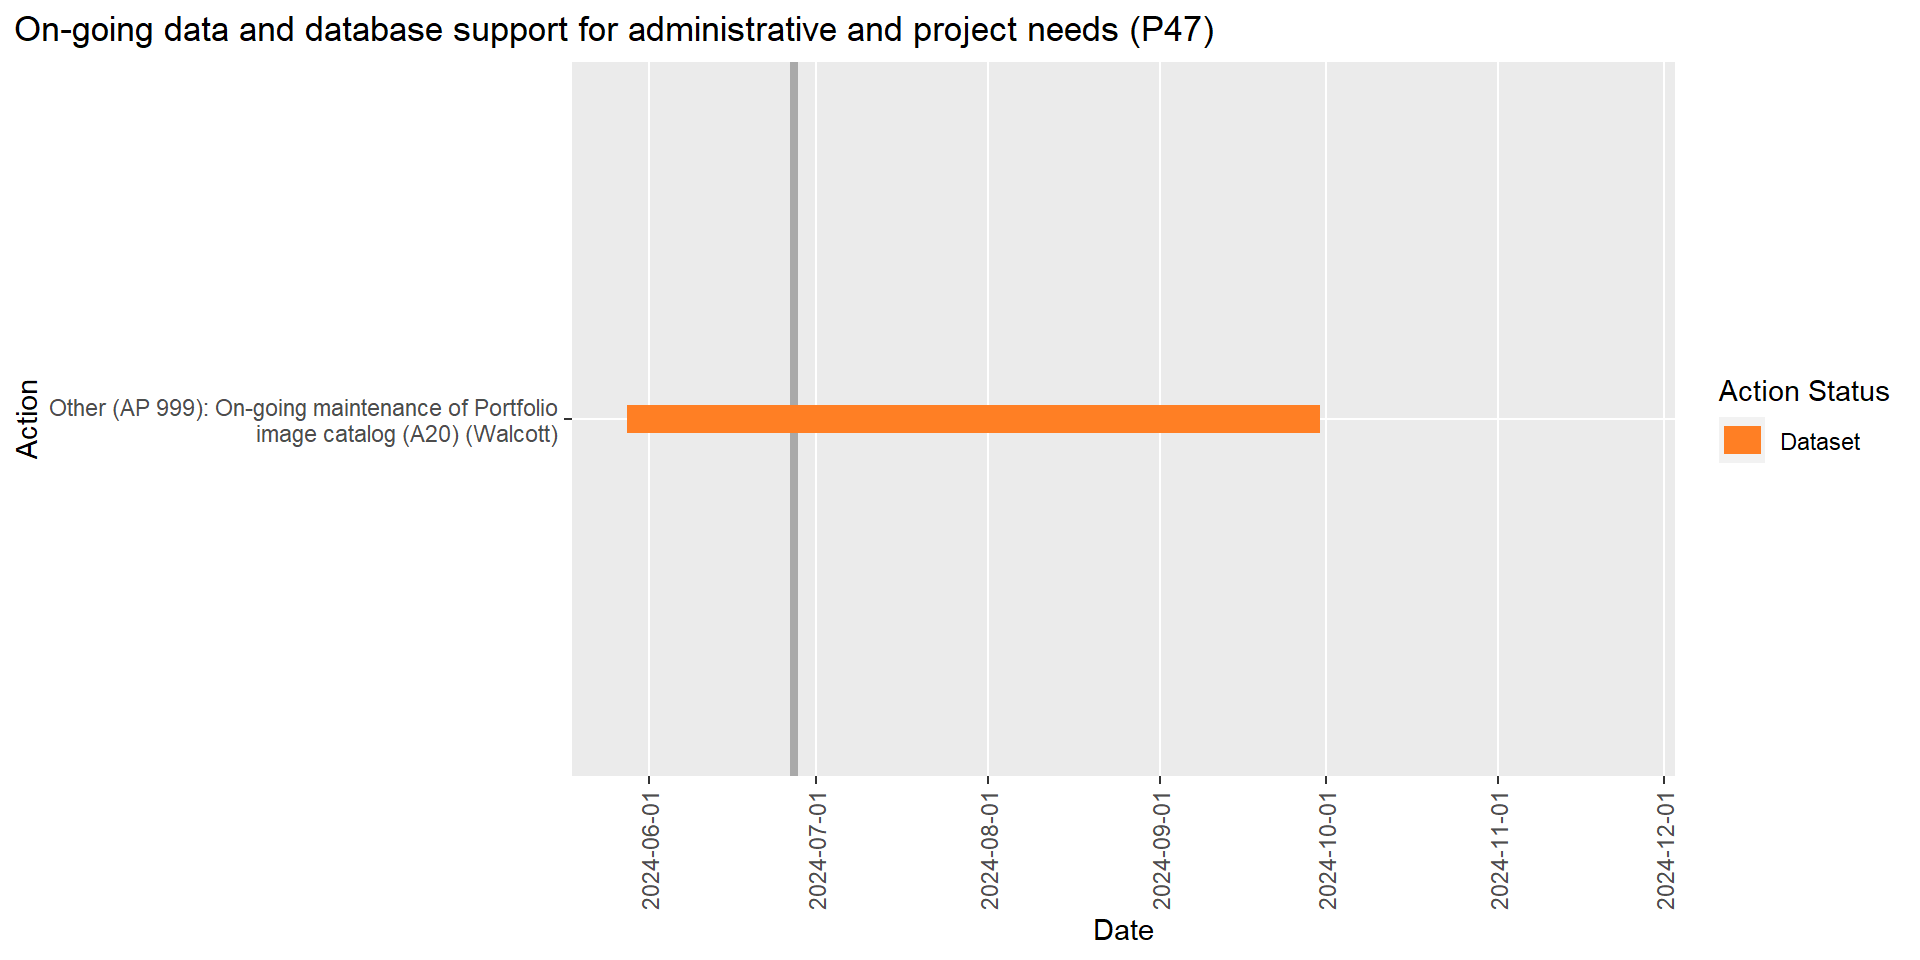 On-going data and database support for administrative and project needs (P47)
Action
Other (AP 999): On-going maintenance of Portfolio
image catalog (A20) (Walcott)
Action Status
Dataset
2024-06-01
2024-07-01
2024-08-01
2024-09-01
2024-10-01
2024-11-01
2024-12-01
Date